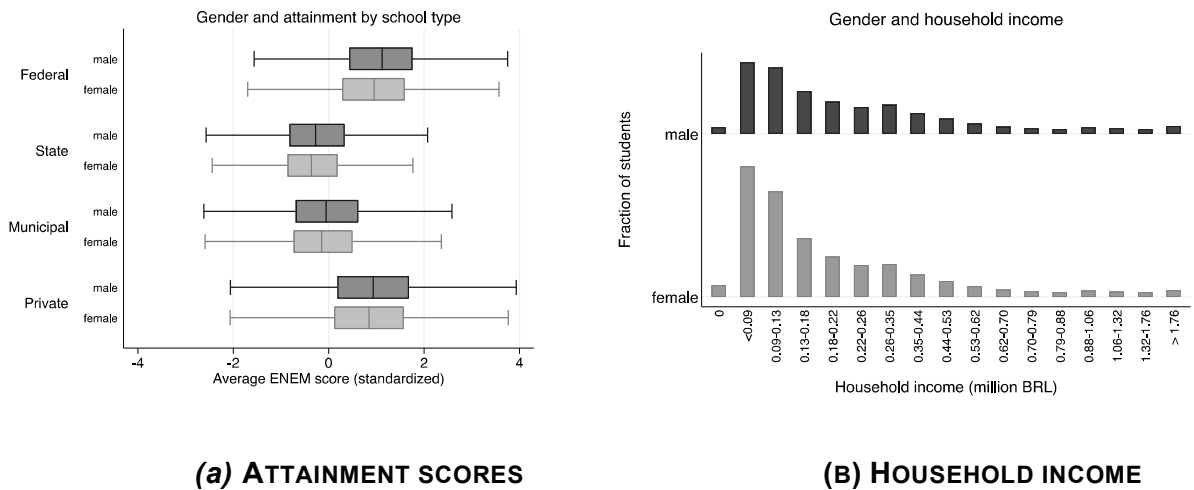 Gender and attainment by school type
Federal
male
female
State
male
female
Municipal
male
female
Private
male
female
-4
-2
0
2
4
Average ENEM score (standardized)
(a) ATTAINMENT SCORES
Gender and household income
Fraction of students
male
female
0
<0.09
0.09-0.13
0.13-0.18
0.18-0.22
0.22-0.26
0.26-0.35
0.35-0.44
0.44-0.53
0.53-0.62
0.62-0.70
0.70-0.79
0.79-0.88
0.88-1.06
1.06-1.32
1.32-1.76
> 1.76
Household income (million BRL)
(B) HOUSEHOLD INCOME